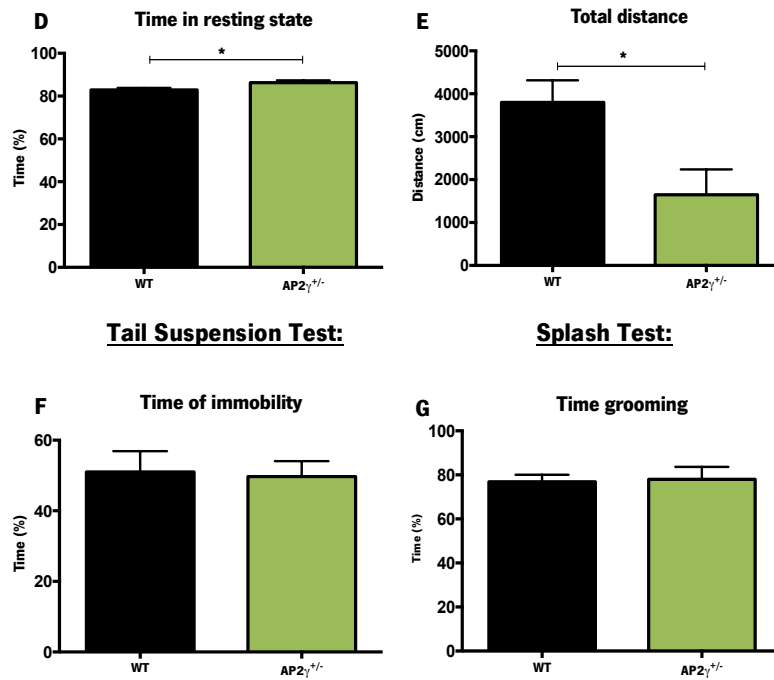 D
Time in resting state
100
80
60
40
20
0
Time (%)
*
WT
AP2γ+/-
E
Total distance
5000
4000
3000
2000
1000
0
Distance (cm)
*
WT
AP2γ+/-
Tail Suspension Test:
Splash Test:
F
Time of immobility
60
40
20
0
Time (%)
WT
AP2γ+/-
G
Time grooming
100
80
60
40
20
0
Time (%)
WT
AP2γ+/-